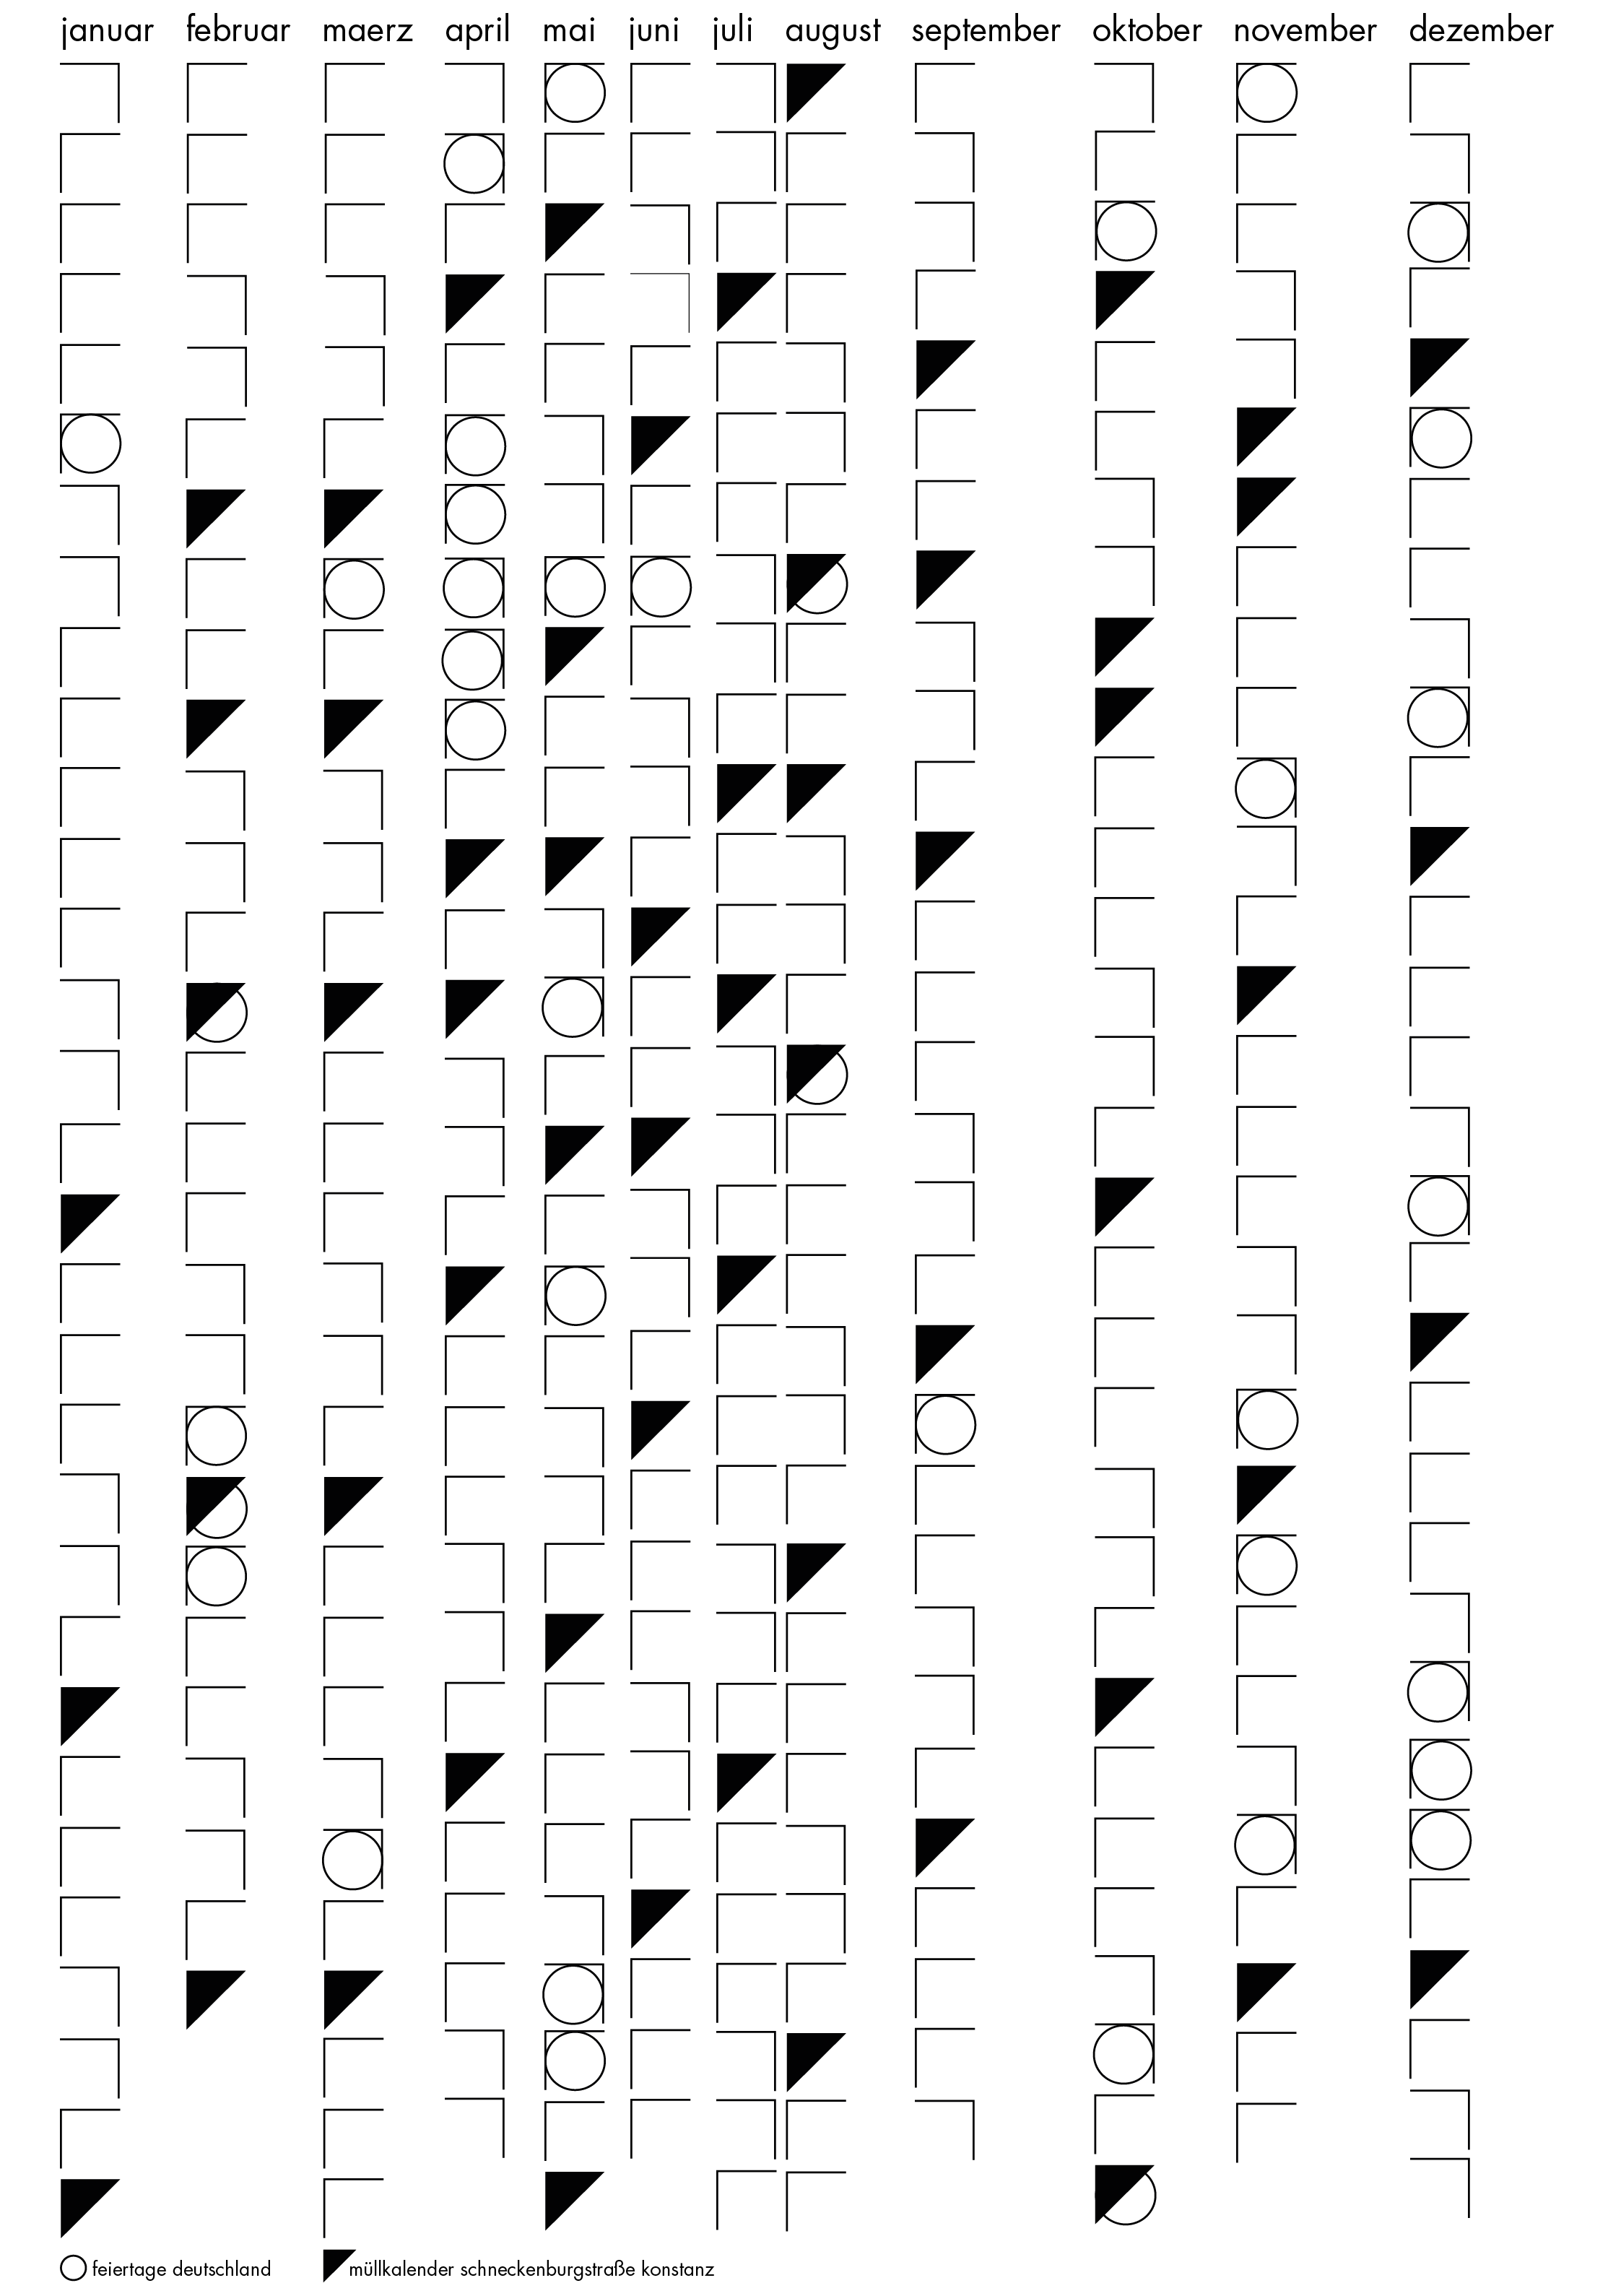 januar februar maerz april mai juni juli august september oktober november dezember
feiertage deutschland müllkalender schneckenburgstraße konstanz